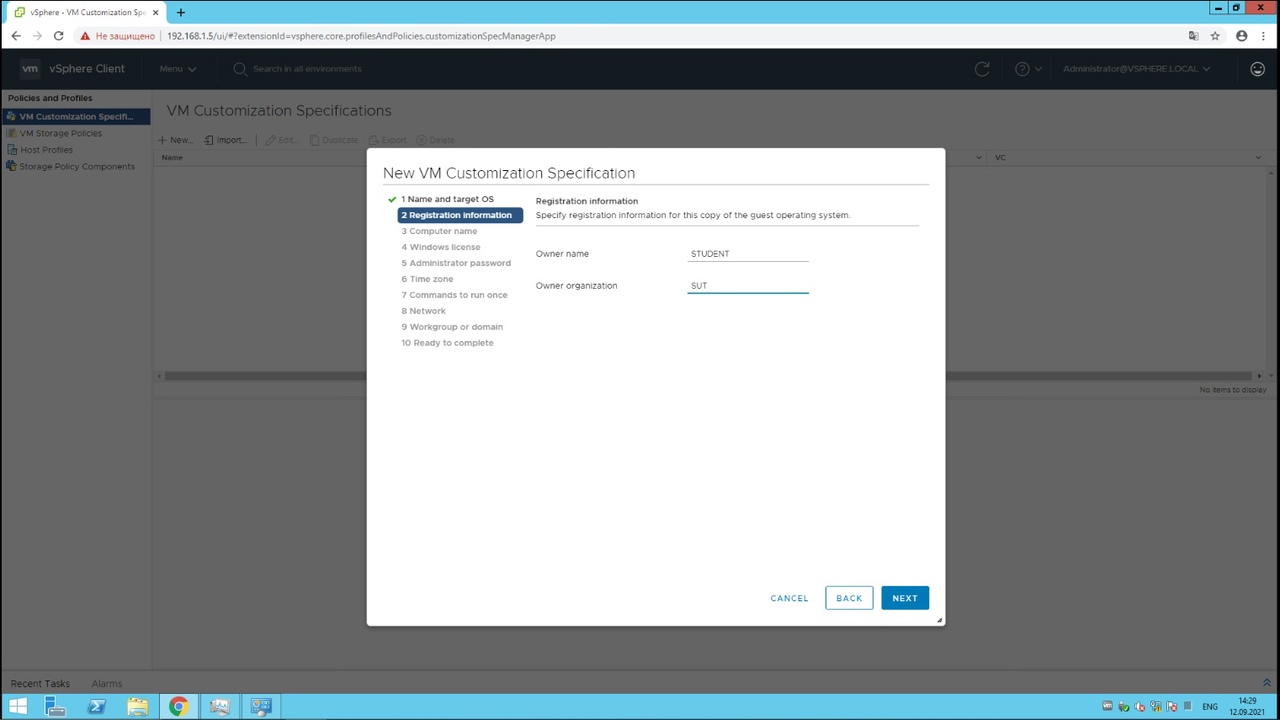 vSphere - VM Customization Spe
Не защищено
192.168.1.5/ui/#?extensionId=vsphere.core.profilesAndPolicies.customizationSpecManagerApp
vm vSphere Client Menu Search in all environments Administrator@VSPHERE.LOCAL
Policies and Profiles
VM Customization Specifi...
VM Storage Policies
Host Profiles
Storage Policy Components
VM Customization Specifications
New... Import... Edit... Duplicate Export... Delete
Name VC
No items to display
New VM Customization Specification
1 Name and target OS
2 Registration information
3 Computer name
4 Windows license
5 Administrator password
6 Time zone
7 Commands to run once
8 Network
9 Workgroup or domain
10 Ready to complete
Registration information
Specify registration information for this copy of the guest operating system.
Owner name STUDENT
Owner organization SUT
CANCEL BACK NEXT
Recent Tasks Alarms
ENG
14:29
12.09.2021